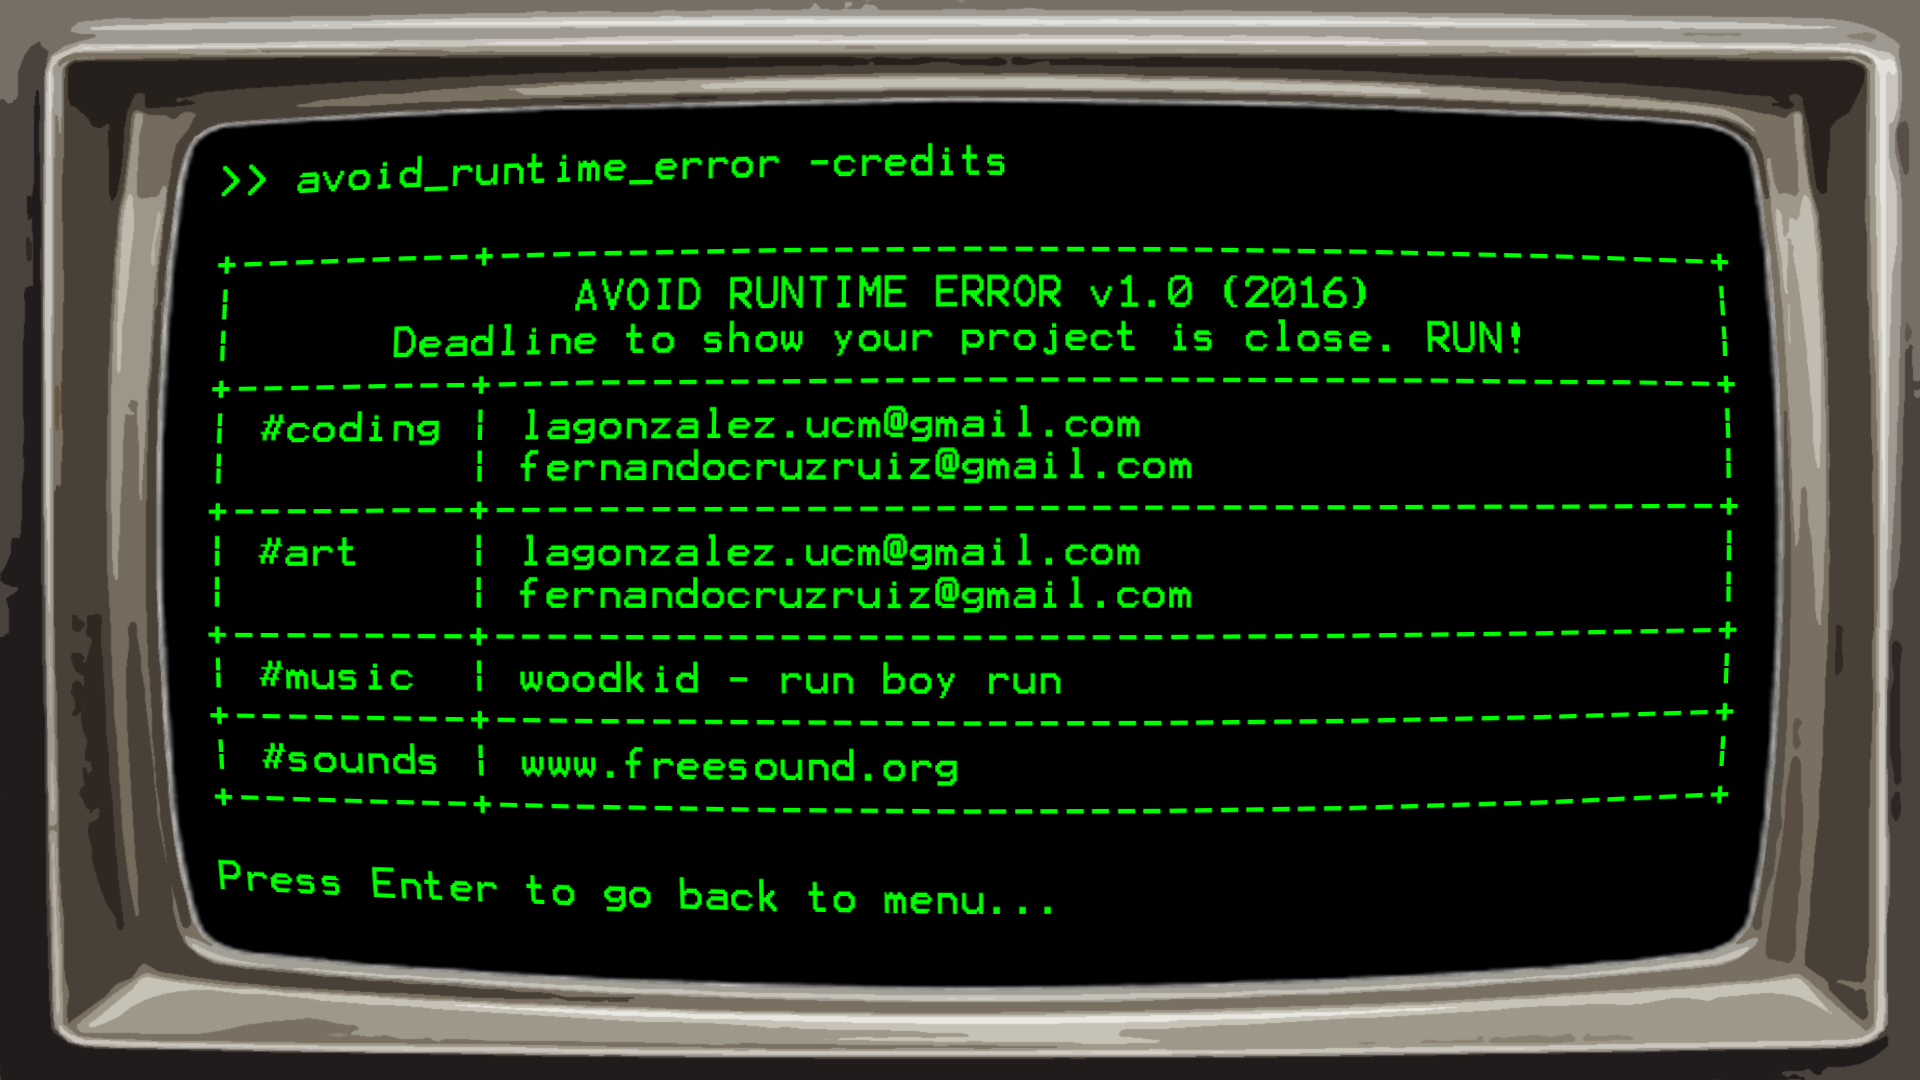 >> avoid_runtime_error -credits
AVOID RUNTIME ERROR v1.0 (2016)
Deadline to show your project is close. RUN!
#coding | lagonzalez.ucm@gmail.com
fernandocruzruiz@gmail.com
#art | lagonzalez.ucm@gmail.com
fernandocruzruiz@gmail.com
#music | woodkid - run boy run
#sounds | www.freesound.org
Press Enter to go back to menu...